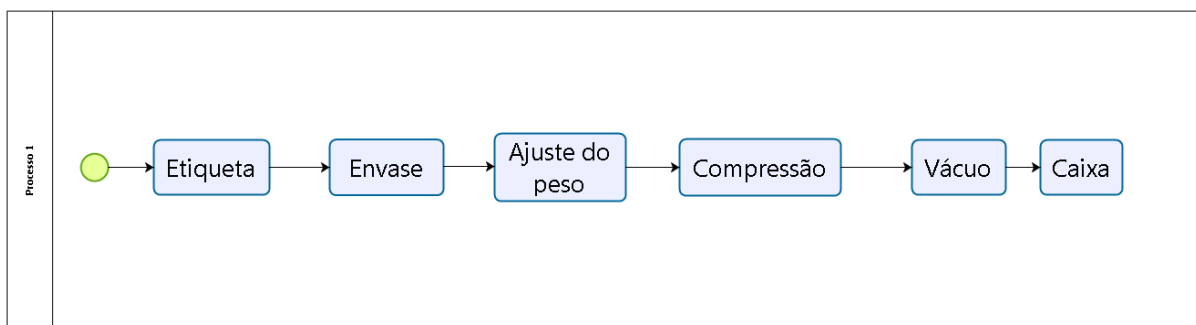 Processo 1
Etiqueta
Envase
Ajuste do
peso
Compressão
Vácuo
Caixa